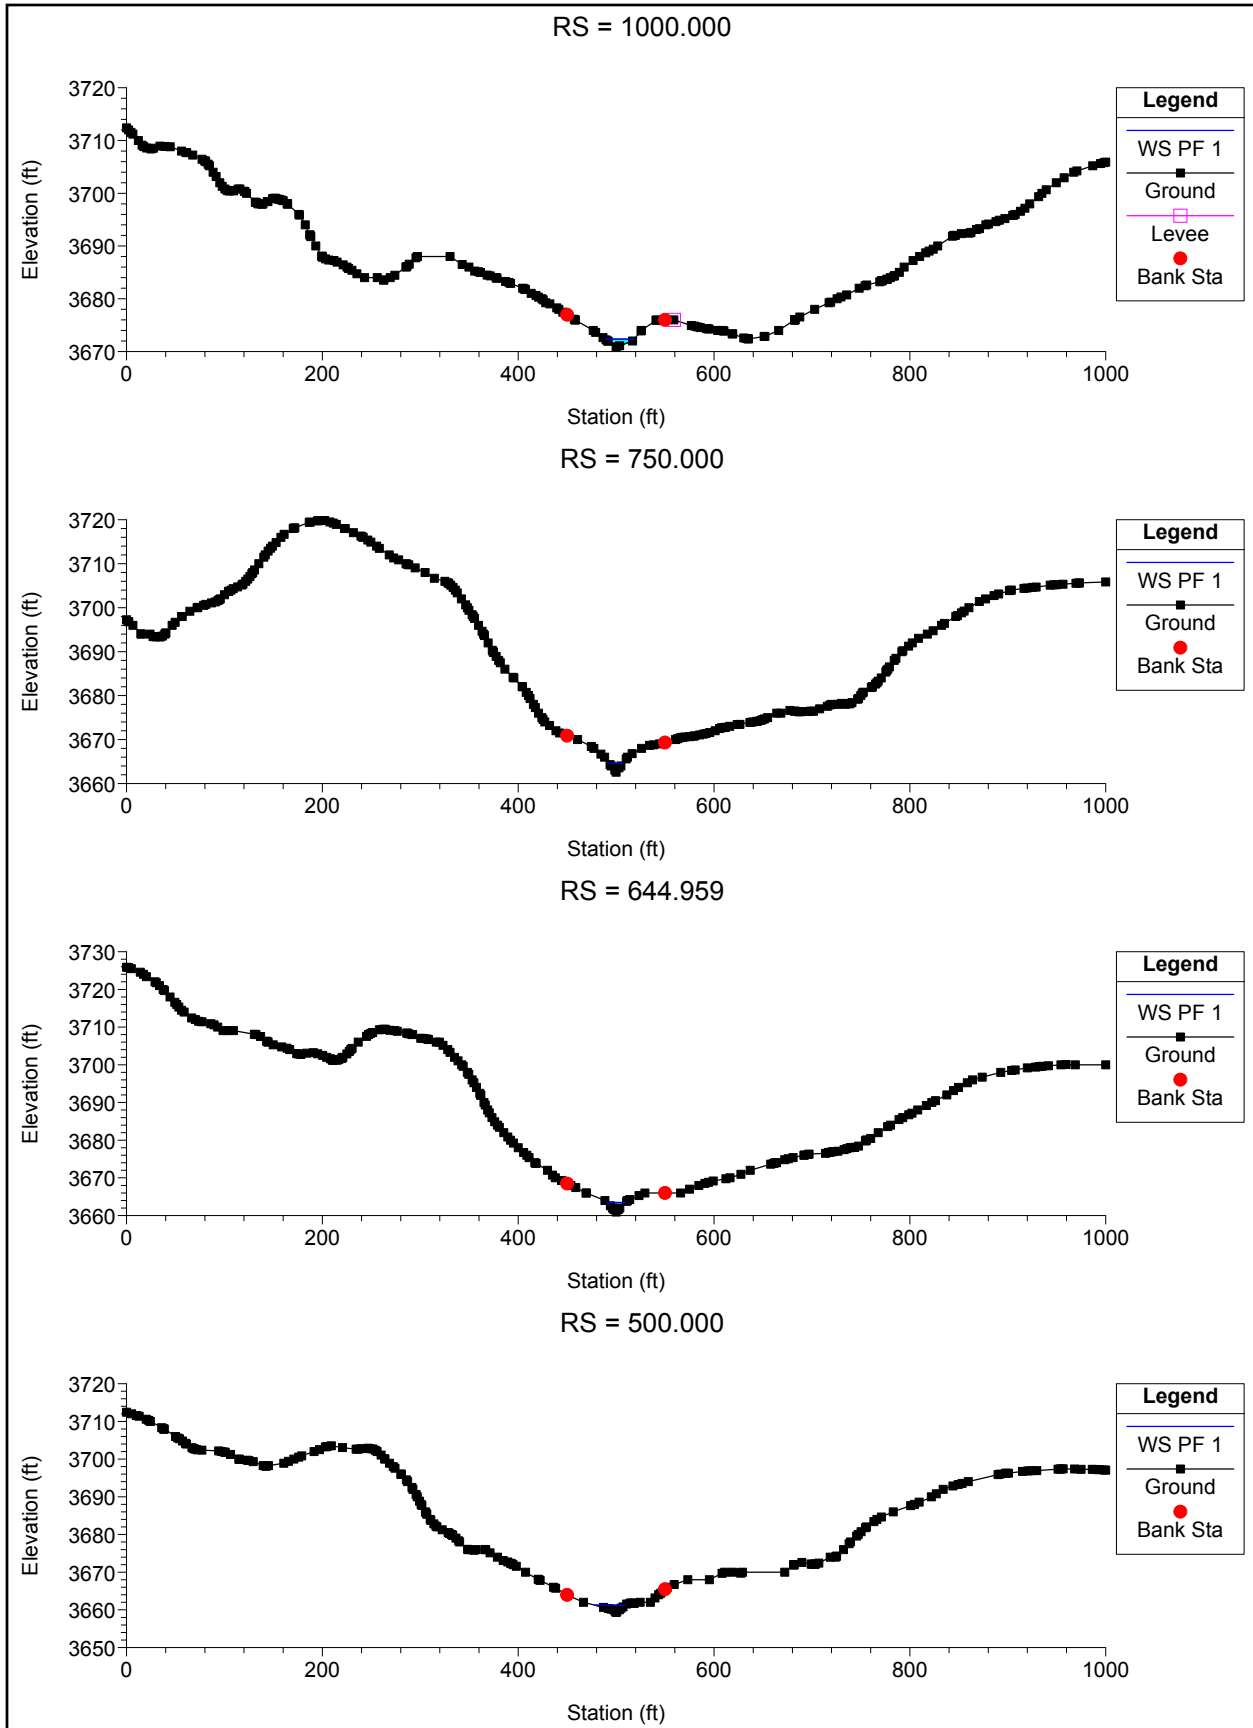 RS = 1000.000
3720
3710
3700
3690
3680
3670
Elevation (ft)
0 200 400 600 800 1000
Station (ft)
Legend
WS PF 1
Ground
Levee
Bank Sta
RS = 750.000
3720
3710
3700
3690
3680
3670
3660
Elevation (ft)
0 200 400 600 800 1000
Station (ft)
Legend
WS PF 1
Ground
Bank Sta
RS = 644.959
3730
3720
3710
3700
3690
3680
3670
3660
Elevation (ft)
0 200 400 600 800 1000
Station (ft)
Legend
WS PF 1
Ground
Bank Sta
RS = 500.000
3720
3710
3700
3690
3680
3670
3660
3650
Elevation (ft)
0 200 400 600 800 1000
Station (ft)
Legend
WS PF 1
Ground
Bank Sta